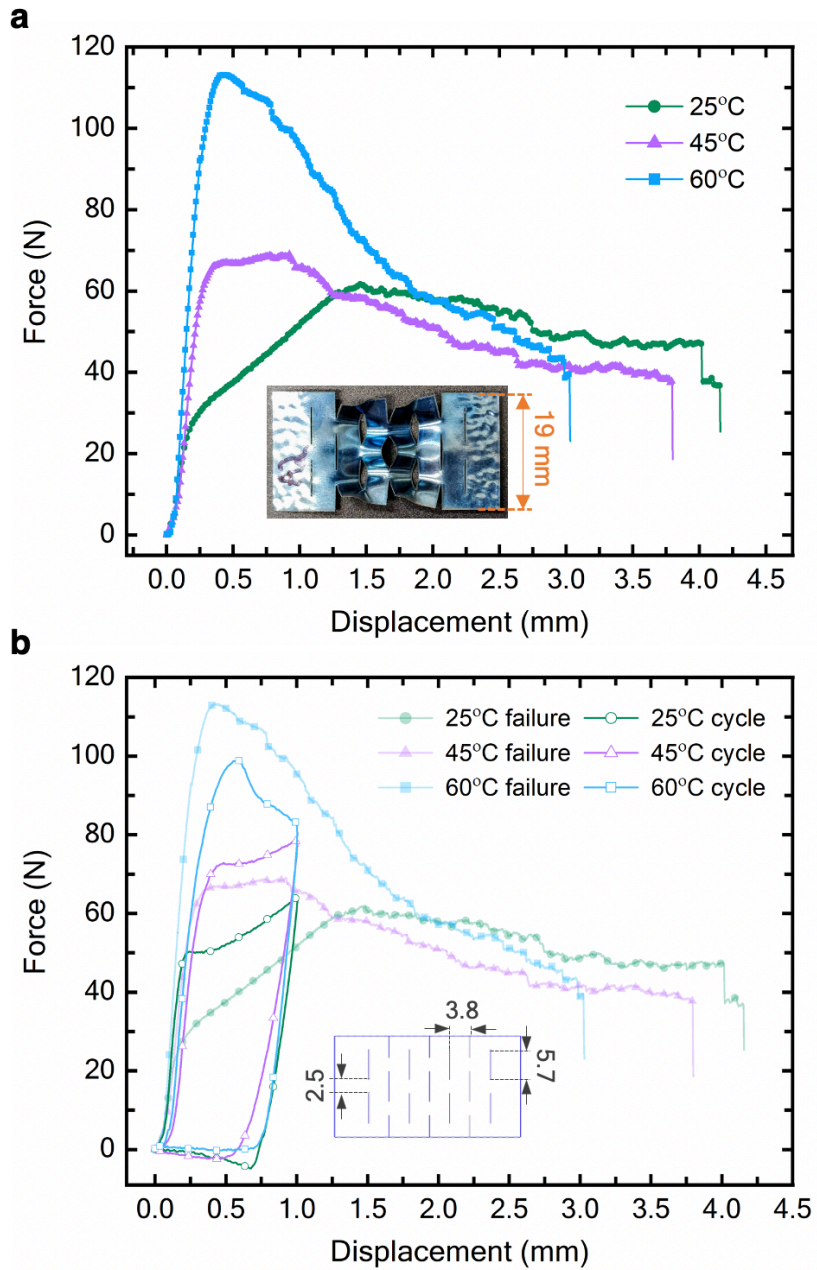 a
120
100
80
60
40
20
0
Force (N)
25°C
45°C
60°C
19 mm
0.0 0.5 1.0 1.5 2.0 2.5 3.0 3.5 4.0 4.5
Displacement (mm)
b
120
100
80
60
40
20
0
Force (N)
25°C failure 25°C cycle
45°C failure 45°C cycle
60°C failure 60°C cycle
3.8
2.5
5.7
0.0 0.5 1.0 1.5 2.0 2.5 3.0 3.5 4.0 4.5
Displacement (mm)